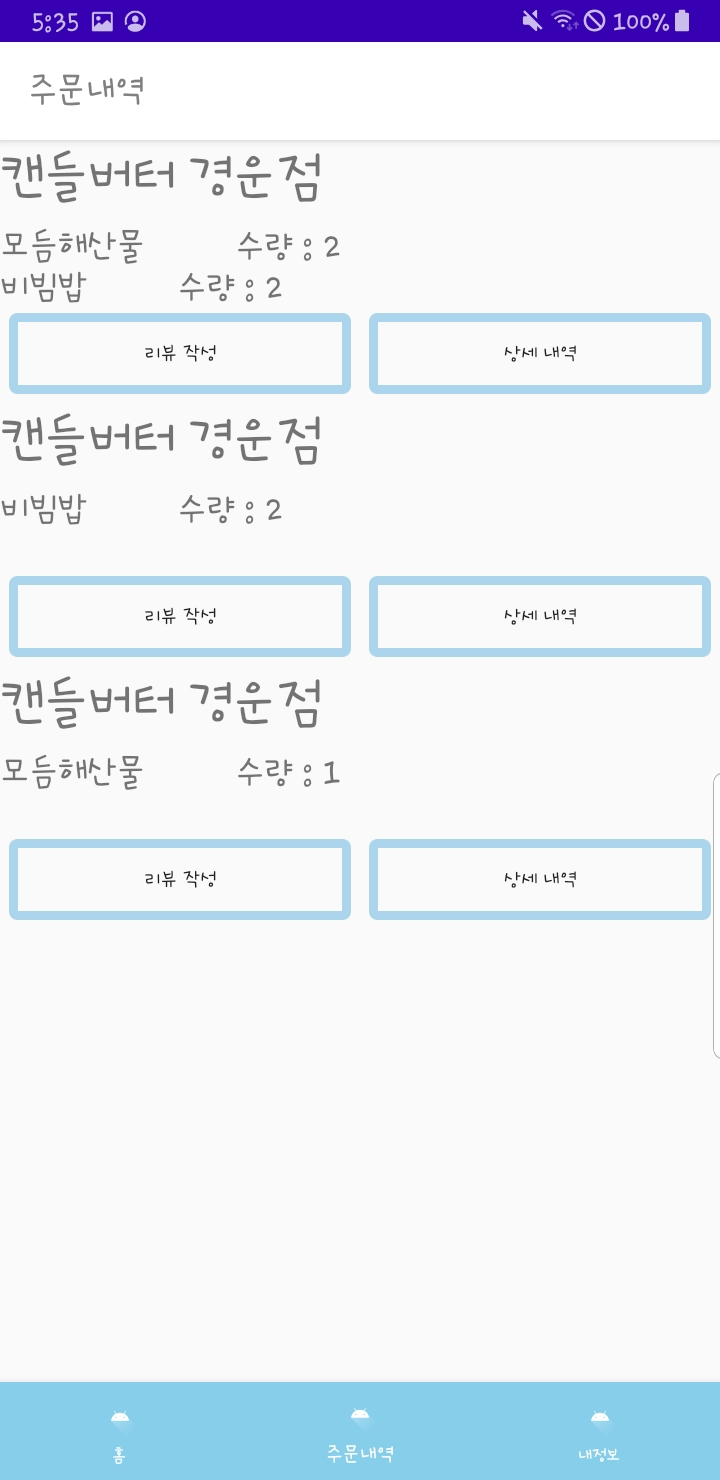 5:35 100%
주문내역
캔들버터 경운점
모듬해산물 수량 : 2
비빔밥 수량 : 2
리뷰 작성 상세 내역
캔들버터 경운점
비빔밥 수량 : 2
리뷰 작성 상세 내역
캔들버터 경운점
모듬해산물 수량 : 1
리뷰 작성 상세 내역
홈 주문내역 내정보